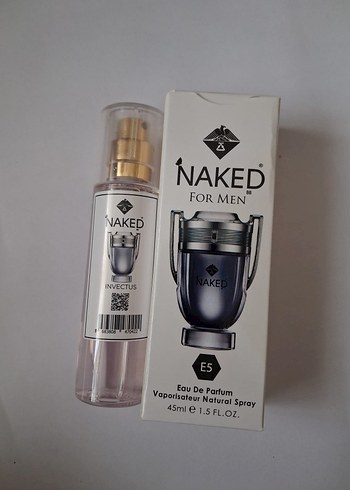 NAKED
INVECTUS
NAKED®
FOR MEN
NAKED
E5
Eau De Parfum
Vaporisateur Natural Spray
45ml e 1.5 FL.OZ.